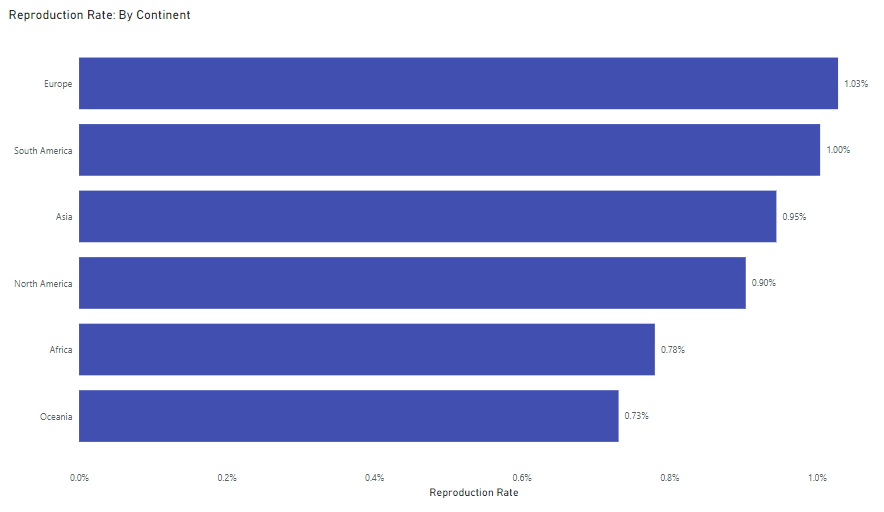 Reproduction Rate: By Continent
Europe 1.03%
South America 1.00%
Asia 0.95%
North America 0.90%
Africa 0.78%
Oceania 0.73%
0.0% 0.2% 0.4% 0.6% 0.8% 1.0%
Reproduction Rate